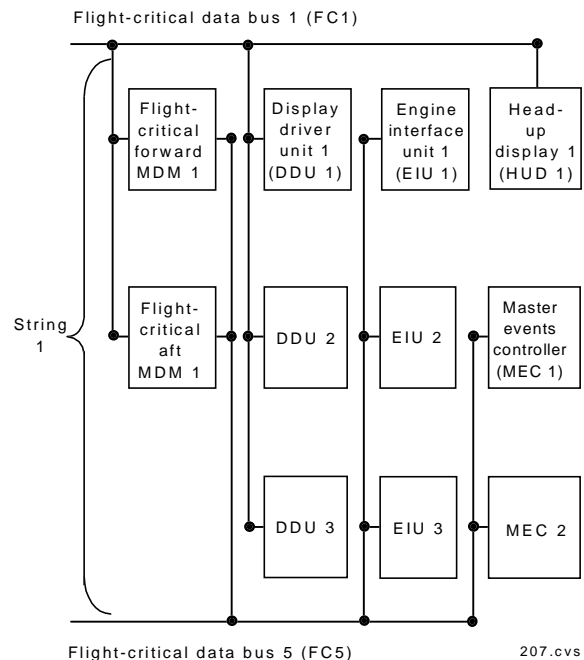 Flight-critical data bus 1 (FC1)
Flight-
critical
forward
MDM 1
Display
driver
unit 1
(DDU 1)
Engine
interface
unit 1
(EIU 1)
Head-
up
display 1
(HUD 1)
String
1
Flight-
critical
aft
MDM 1
DDU 2
EIU 2
Master
events
controller
(MEC 1)
DDU 3
EIU 3
MEC 2
Flight-critical data bus 5 (FC5)
207.cvs